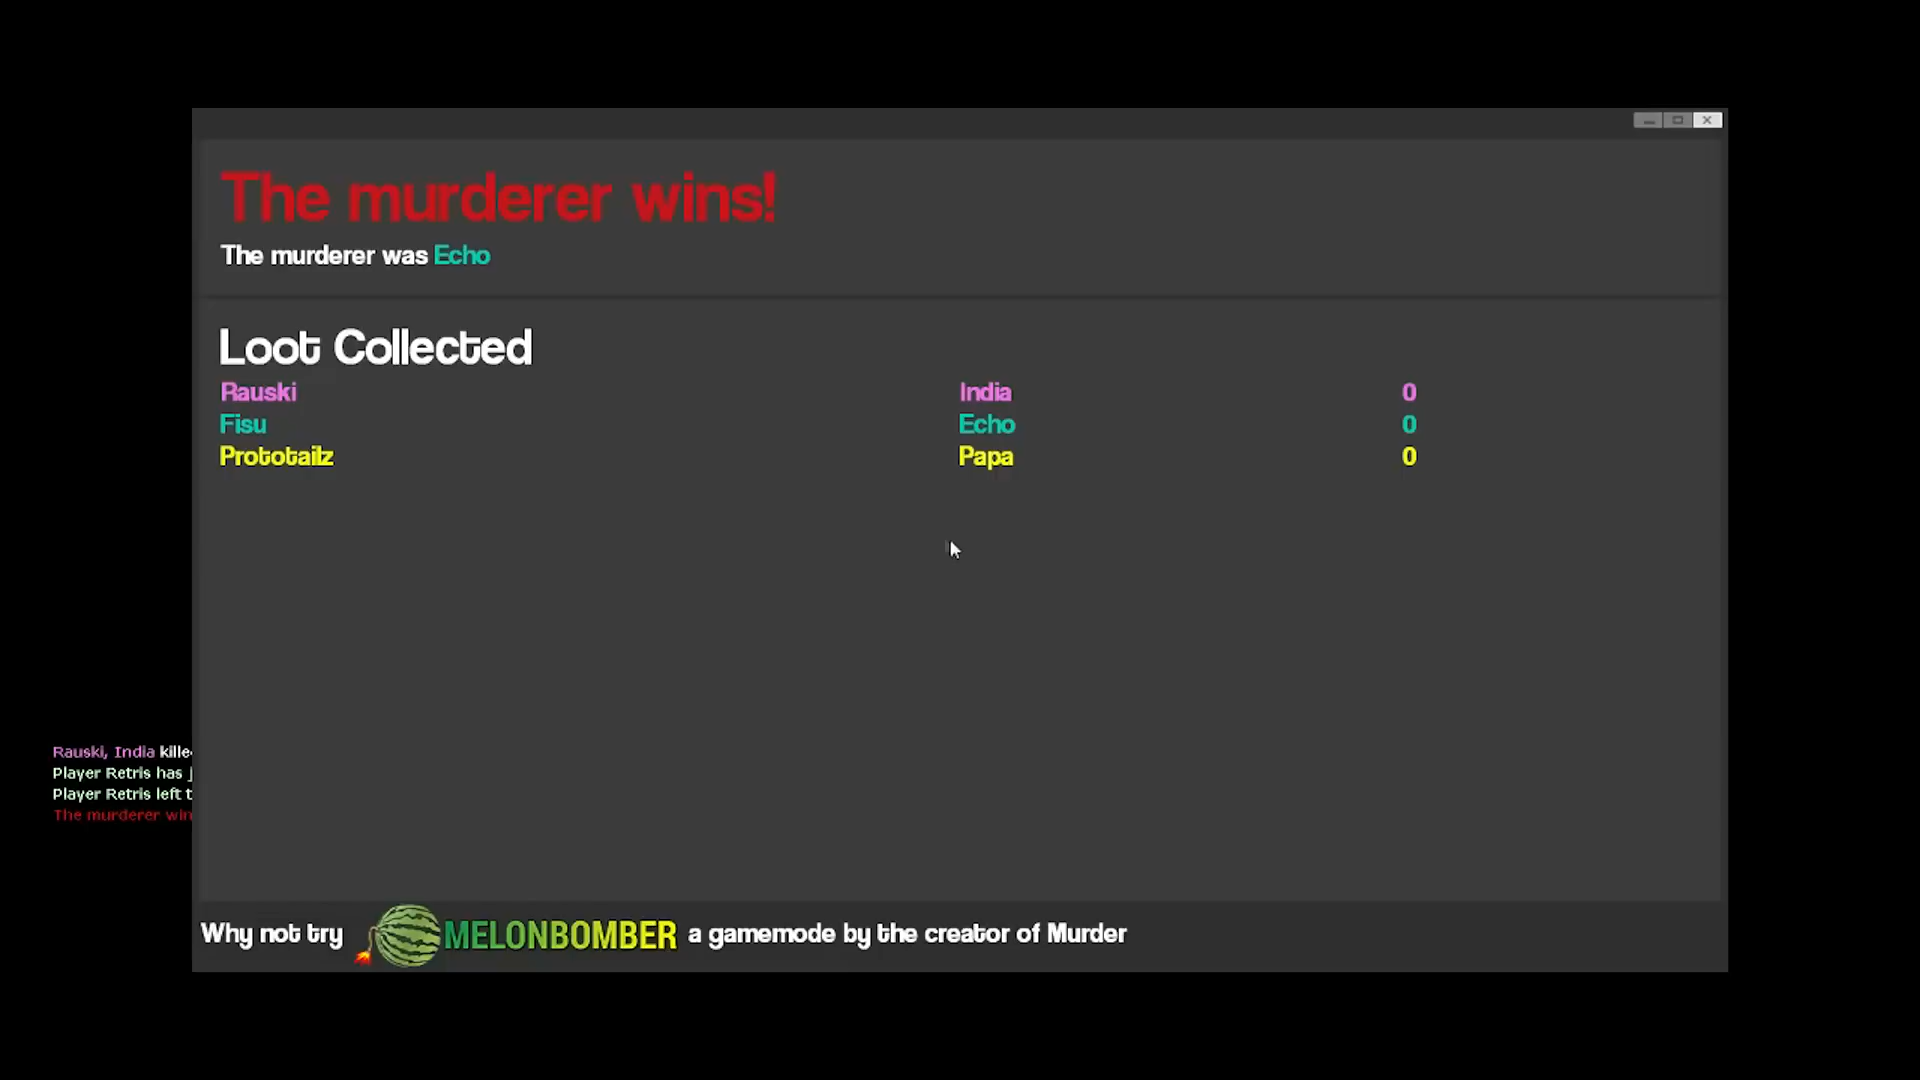 The murderer wins!
The murderer was Echo
Loot Collected
Rauski India 0
Fisu Echo 0
Prototailz Papa 0
Rauski, India kille
Player Retris has j
Player Retris left t
The murderer win
Why not try MELONBOMBER a gamemode by the creator of Murder